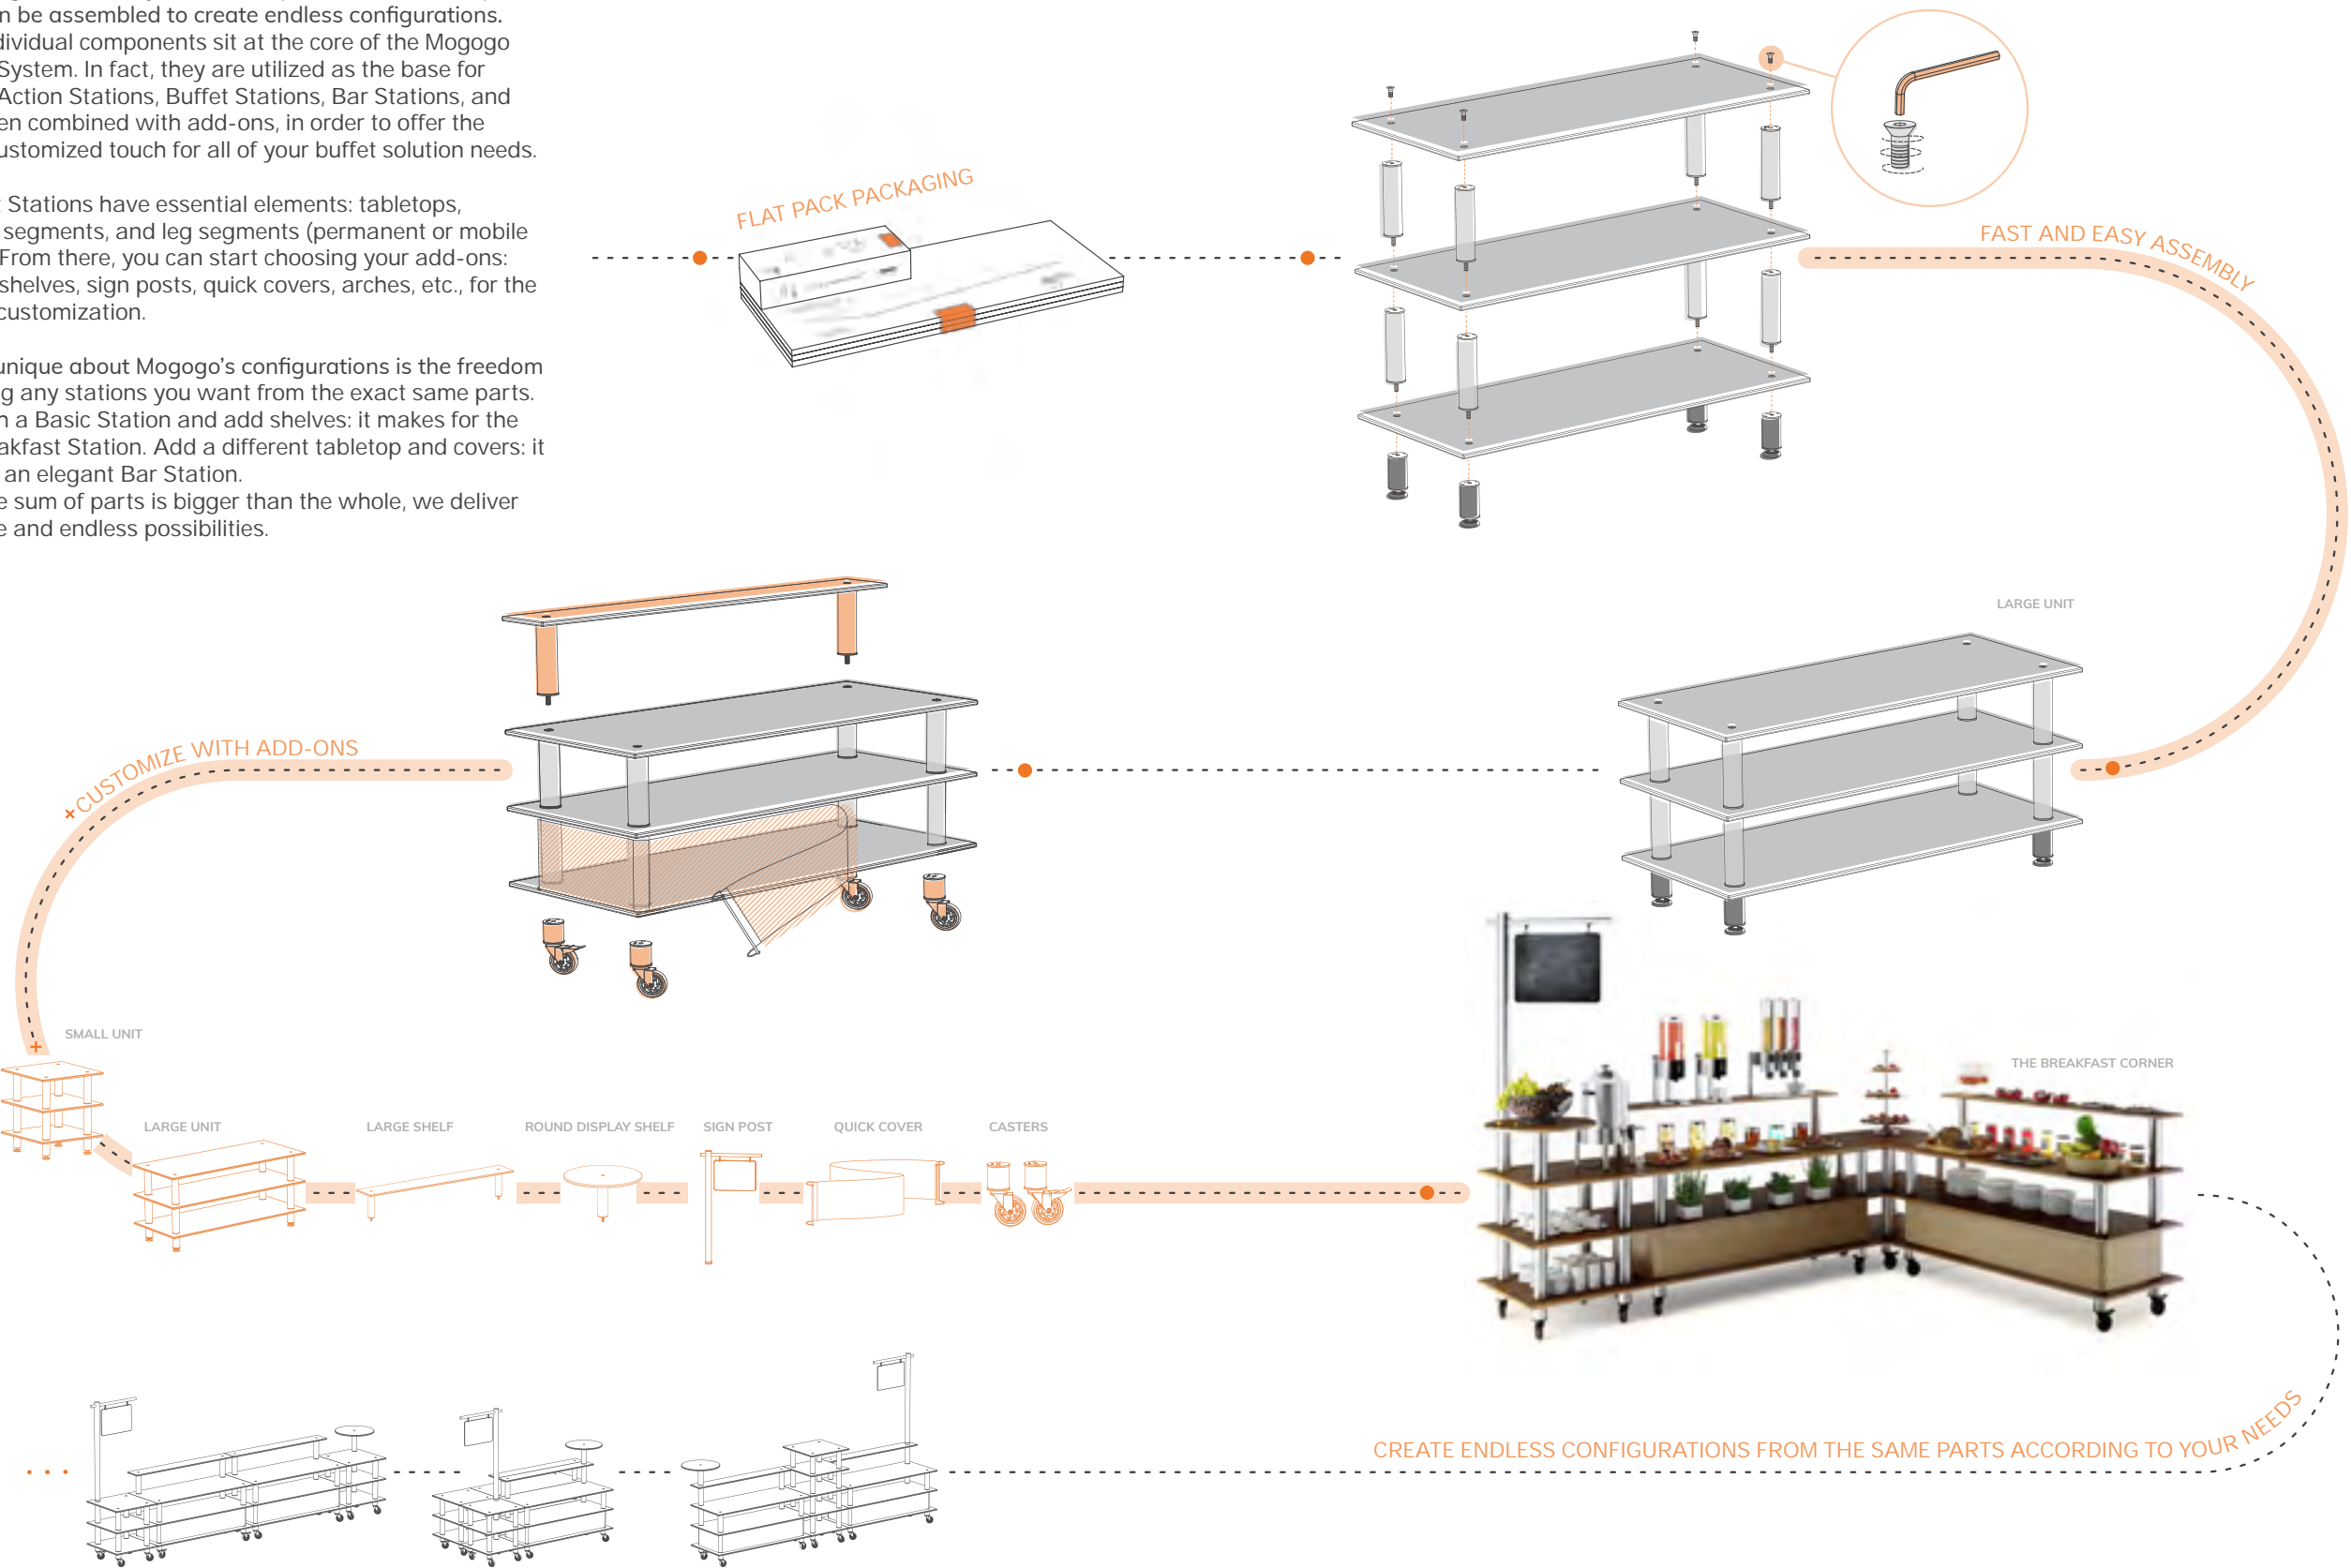 n be assembled to create endless configurations.
dividual components sit at the core of the Mogogo
System. In fact, they are utilized as the base for
Action Stations, Buffet Stations, Bar Stations, and
en combined with add-ons, in order to offer the
ustomized touch for all of your buffet solution needs.
t Stations have essential elements: tabletops,
segments, and leg segments (permanent or mobile
From there, you can start choosing your add-ons:
shelves, sign posts, quick covers, arches, etc., for the
customization.
unique about Mogogo's configurations is the freedom
g any stations you want from the exact same parts.
h a Basic Station and add shelves: it makes for the
eakfast Station. Add a different tabletop and covers: it
an elegant Bar Station.
e sum of parts is bigger than the whole, we deliver
e and endless possibilities.
FLAT PACK PACKAGING
FAST AND EASY ASSEMBLY
LARGE UNIT
+CUSTOMIZE WITH ADD-ONS
SMALL UNIT
LARGE UNIT
LARGE SHELF
ROUND DISPLAY SHELF
SIGN POST
QUICK COVER
CASTERS
THE BREAKFAST CORNER
CREATE ENDLESS CONFIGURATIONS FROM THE SAME PARTS ACCORDING TO YOUR NEEDS